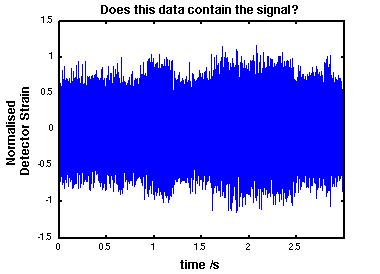 Does this data contain the signal?
1.5
1
0.5
0
-0.5
-1
-1.5
Normalised
Detector Strain
0 0.5 1 1.5 2 2.5
time /s